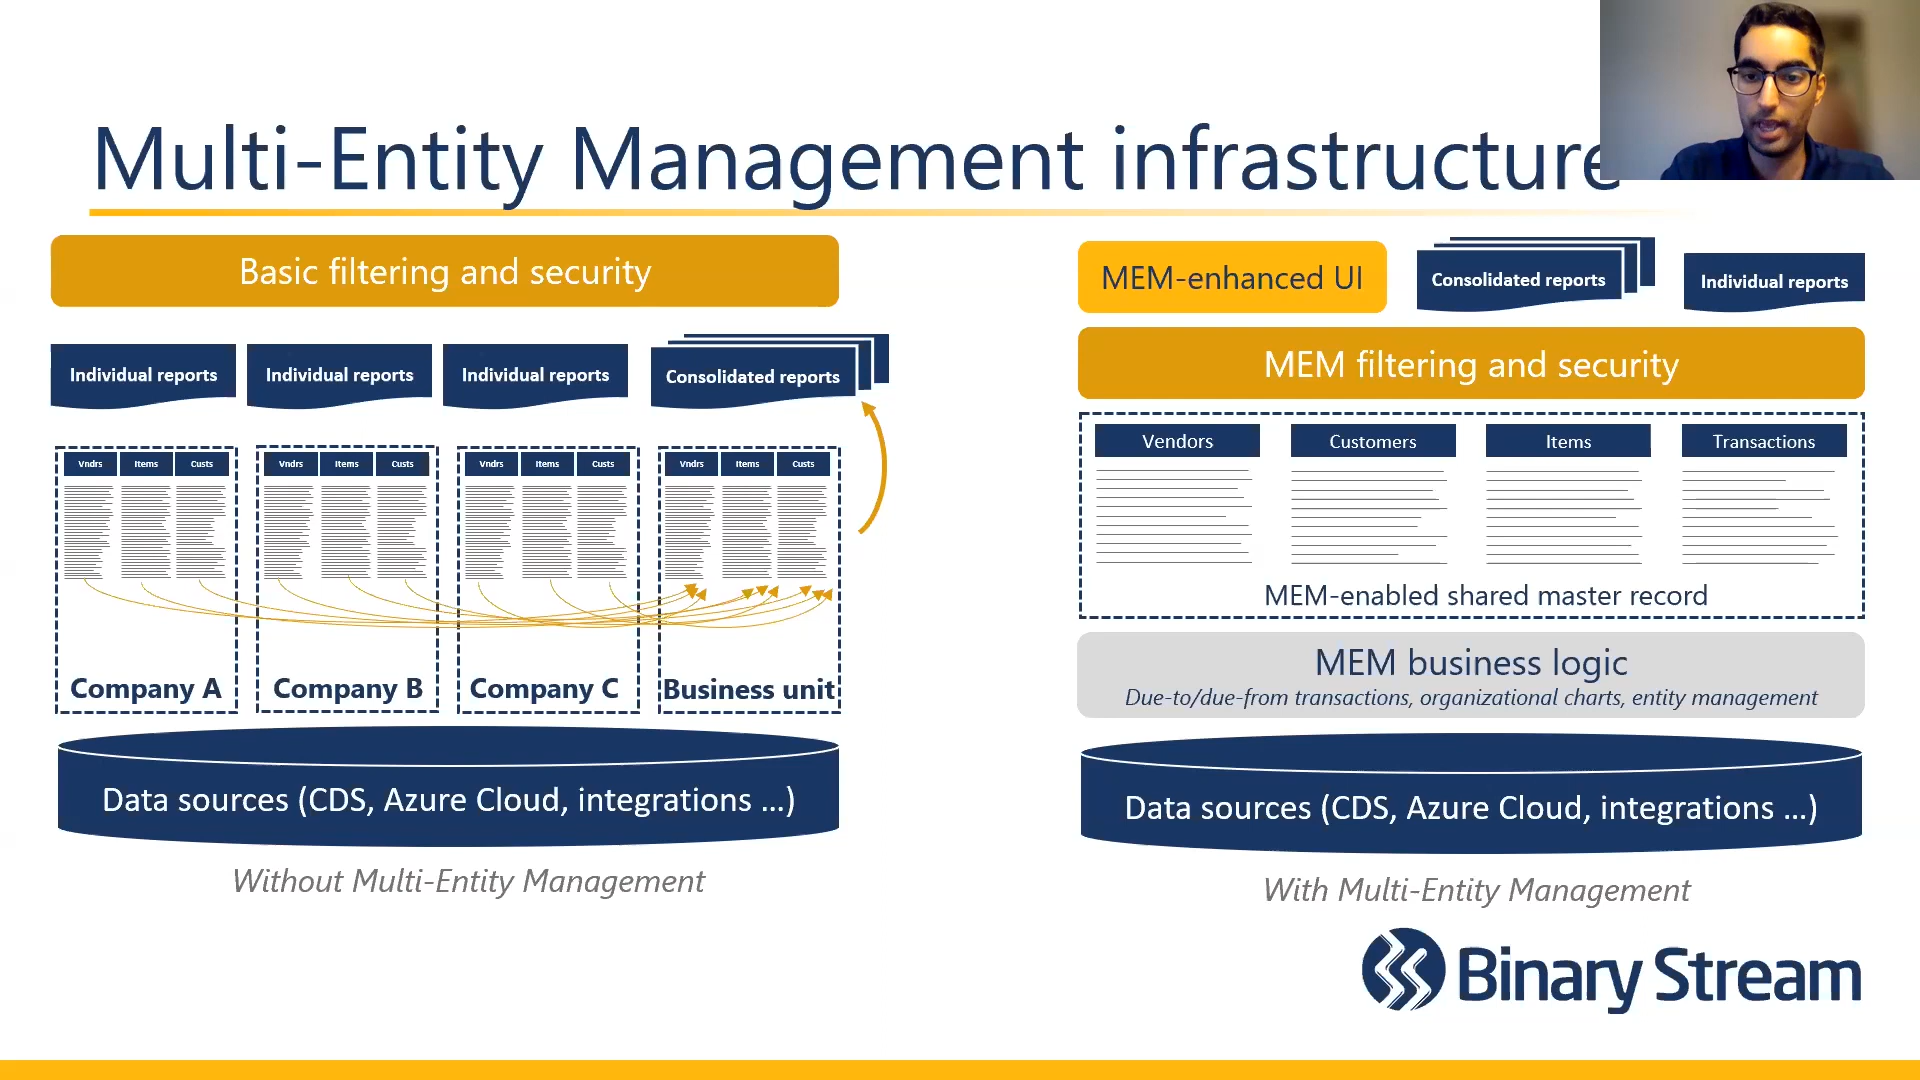 Multi-Entity Management infrastructure
Basic filtering and security
Individual reports
Individual reports
Individual reports
Consolidated reports
Vndrs Items Custs
Vndrs Items Custs
Vndrs Items Custs
Vndrs Items Custs
Company A
Company B
Company C
Business unit
Data sources (CDS, Azure Cloud, integrations ...)
Without Multi-Entity Management
MEM-enhanced UI
Consolidated reports
Individual reports
MEM filtering and security
Vendors
Customers
Items
Transactions
MEM-enabled shared master record
MEM business logic
Due-to/due-from transactions, organizational charts, entity management
Data sources (CDS, Azure Cloud, integrations ...)
With Multi-Entity Management
Binary Stream